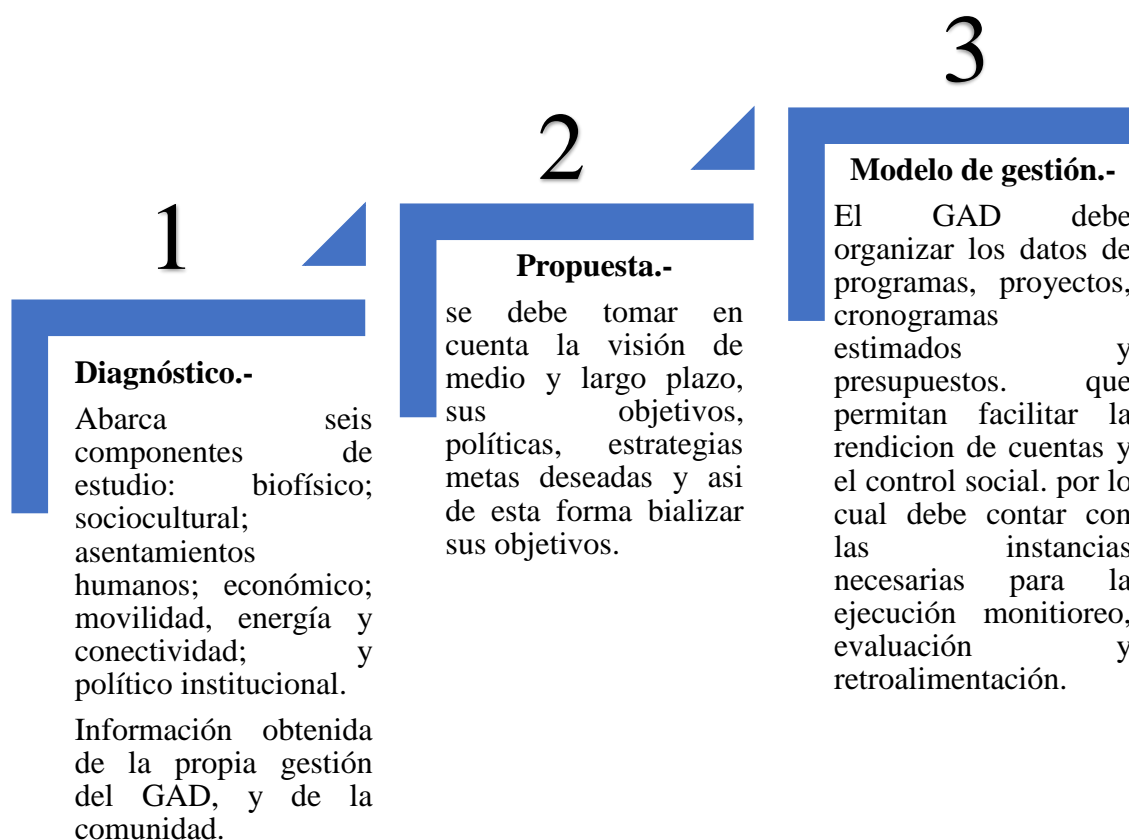 1
Diagnóstico.-
Abarca seis
componentes de
estudio: biofísico;
sociocultural;
asentamientos
humanos; económico;
movilidad, energía y
conectividad; y
político institucional.
Información obtenida
de la propia gestión
del GAD, y de la
comunidad.
2
Propuesta.-
se debe tomar en
cuenta la visión de
medio y largo plazo,
sus objetivos,
políticas, estrategias
metas deseadas y asi
de esta forma bializar
sus objetivos.
3
Modelo de gestión.-
El GAD debe
organizar los datos de
programas, proyectos,
cronogramas
estimados y
presupuestos. que
permitan facilitar la
rendicion de cuentas y
el control social. por lo
cual debe contar con
las instancias
necesarias para la
ejecución monitioreo,
evaluación y
retroalimentación.